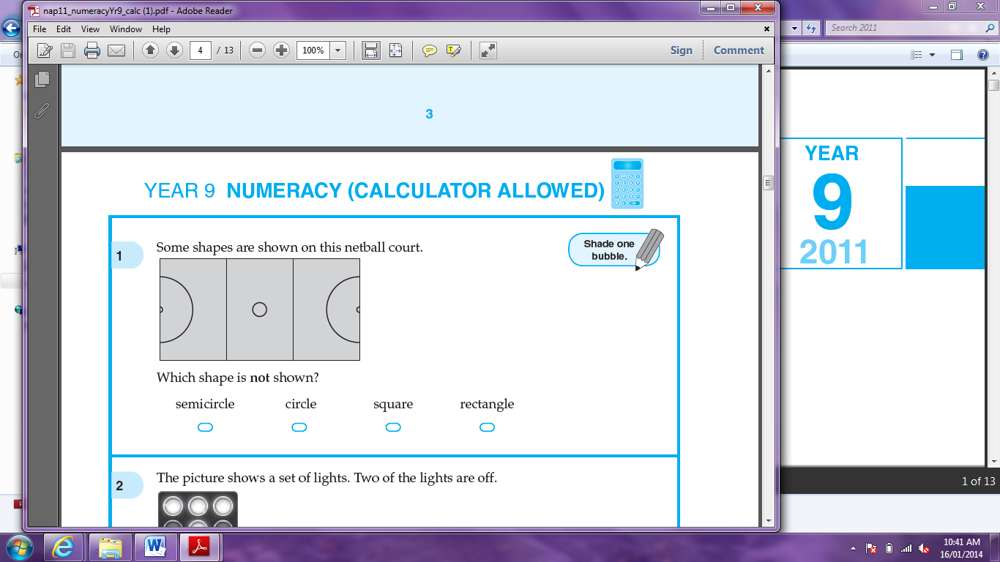 nap11_numeracyYr9_calc (1).pdf - Adobe Reader
File Edit View Window Help
4 / 13
100%
Sign Comment
Search 2011
3
YEAR 9 NUMERACY (CALCULATOR ALLOWED)
1
Some shapes are shown on this netball court.
Shade one
bubble.
Which shape is not shown?
semicircle circle square rectangle
2
The picture shows a set of lights. Two of the lights are off.
YEAR
9
2011
1 of 13
10:41 AM
16/01/2014